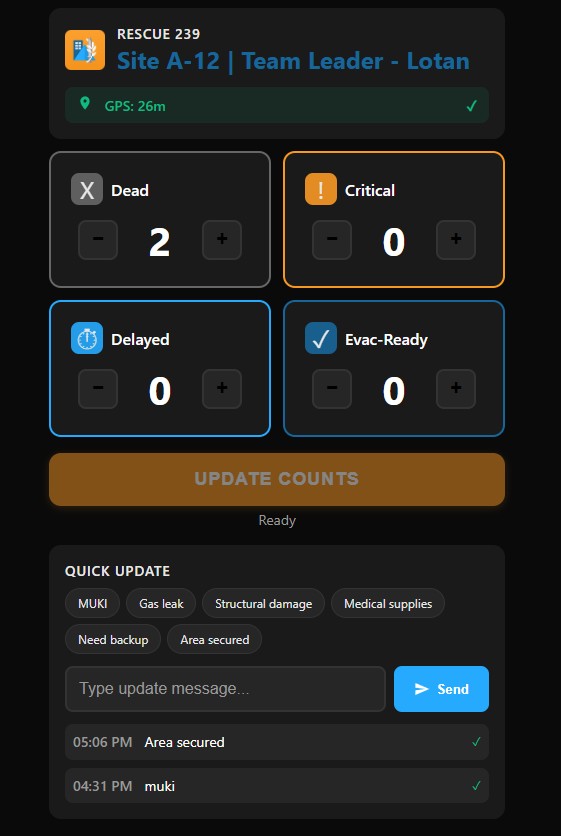 RESCUE 239
Site A-12 | Team Leader - Lotan
GPS: 26m ✓
X Dead
− 2 +
! Critical
− 0 +
Delayed
− 0 +
✓ Evac-Ready
− 0 +
UPDATE COUNTS
Ready
QUICK UPDATE
MUKI Gas leak Structural damage Medical supplies
Need backup Area secured
Type update message... Send
05:06 PM Area secured ✓
04:31 PM muki ✓